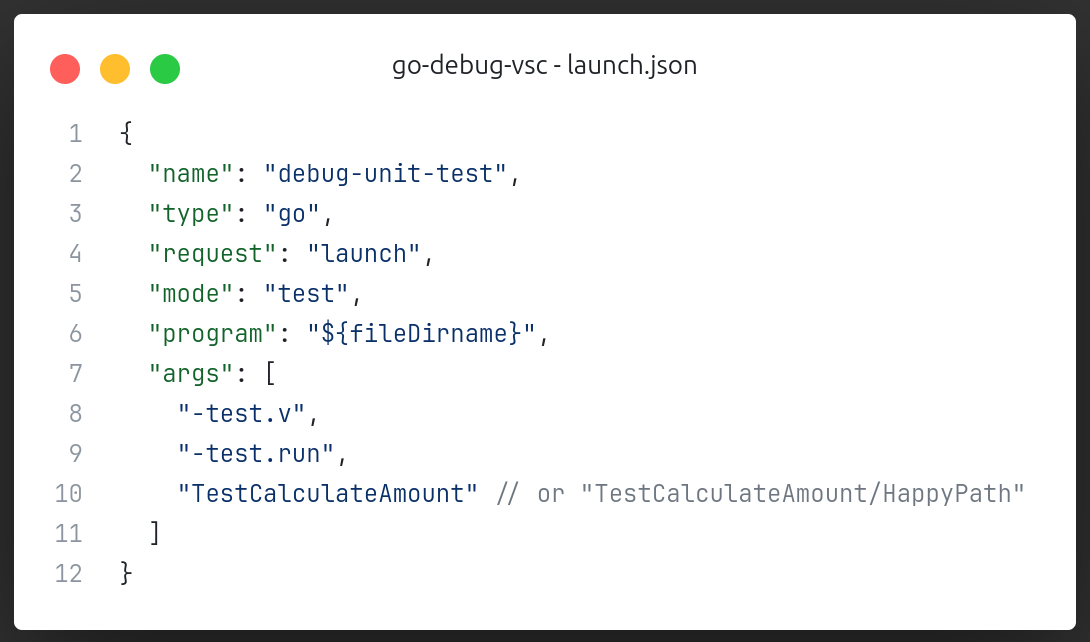 go-debug-vsc - launch.json
1 {
2 "name": "debug-unit-test",
3 "type": "go",
4 "request": "launch",
5 "mode": "test",
6 "program": "${fileDirname}",
7 "args": [
8 "-test.v",
9 "-test.run",
10 "TestCalculateAmount" // or "TestCalculateAmount/HappyPath"
11 ]
12 }